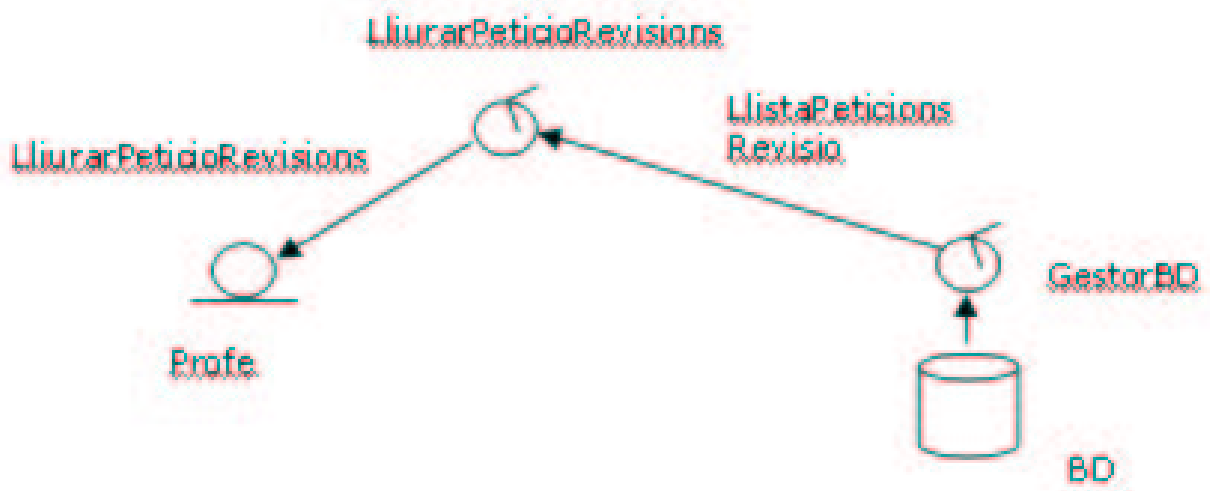 LliurarPeticioRevisions
LlistaPeticions
Revisio
LliurarPeticioRevisions
GestorBD
Profe
BD